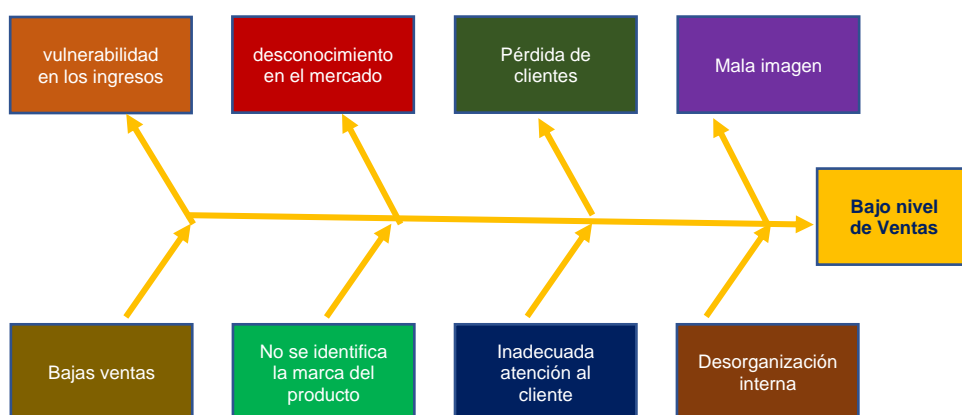 vulnerabilidad
en los ingresos
desconocimiento
en el mercado
Pérdida de
clientes
Mala imagen
Bajo nivel
de Ventas
Bajas ventas
No se identifica
la marca del
producto
Inadecuada
atención al
cliente
Desorganización
interna